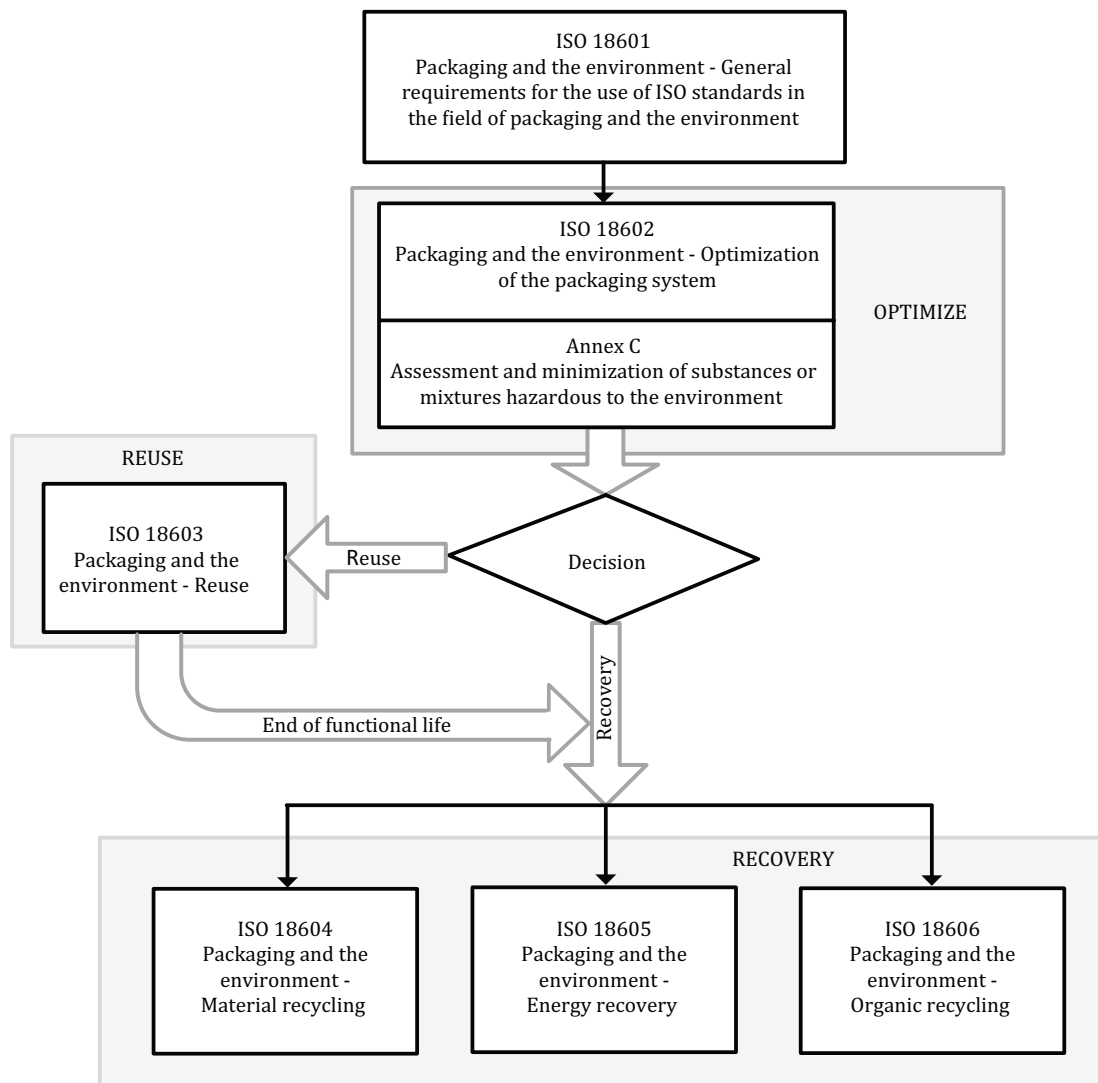 ISO 18601
Packaging and the environment - General
requirements for the use of ISO standards in
the field of packaging and the environment
ISO 18602
Packaging and the environment - Optimization
of the packaging system
OPTIMIZE
Annex C
Assessment and minimization of substances or
mixtures hazardous to the environment
REUSE
ISO 18603
Packaging and the
environment - Reuse
Reuse
Decision
Recovery
End of functional life
RECOVERY
ISO 18604
Packaging and the
environment -
Material recycling
ISO 18605
Packaging and the
environment -
Energy recovery
ISO 18606
Packaging and the
environment -
Organic recycling